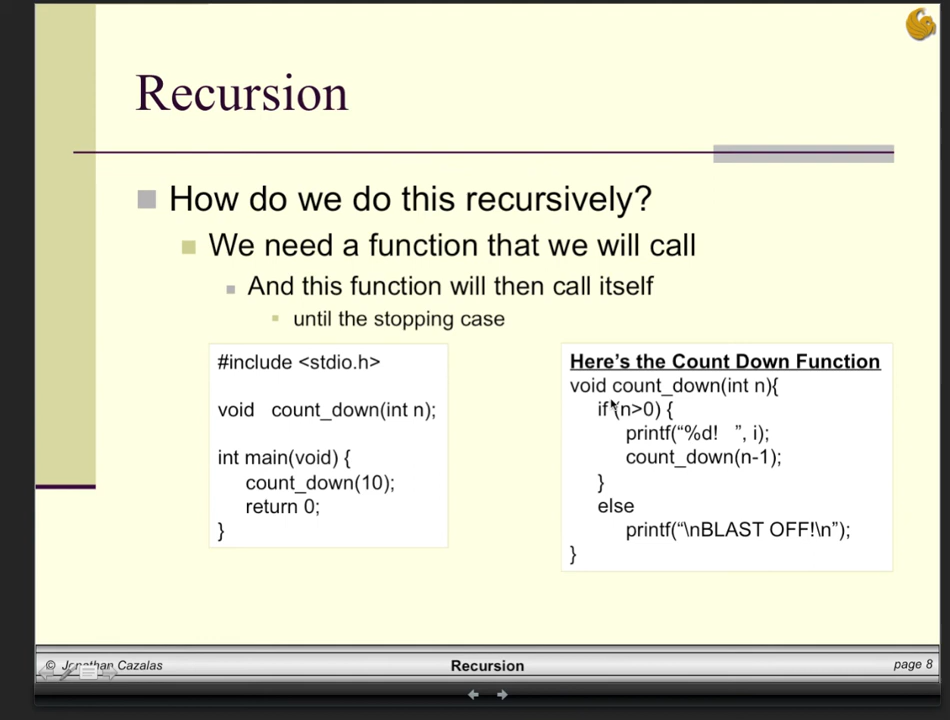 Recursion
How do we do this recursively?
We need a function that we will call
And this function will then call itself
until the stopping case
#include <stdio.h>
void   count_down(int n);
int main(void) {
count_down(10);
return 0;
}
Here’s the Count Down Function
void count_down(int n){
if (n>0) {
printf(“%d!   ”, i);
count_down(n-1);
}
else
printf(“\nBLAST OFF!\n”);
}
© Jonathan Cazalas
Recursion
page 8